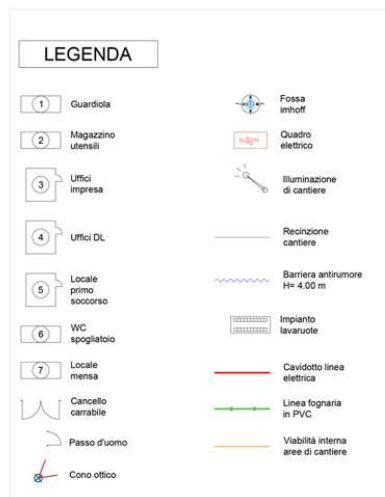 LEGENDA
1 Guardiola
2 Magazzino
utensili
3 Uffici
impresa
4 Uffici DL
5 Locale
primo
soccorso
6 WC
spogliatoio
7 Locale
mensa
Cancello
carrabile
Passo d'uomo
Cono ottico
Fossa
imhoff
Quadro
elettrico
Illuminazione
di cantiere
Recinzione
cantiere
Barriera antirumore
H= 4.00 m
Impianto
lavaruote
Cavidotto linea
elettrica
Linea fognaria
in PVC
Viabilità interna
aree di cantiere